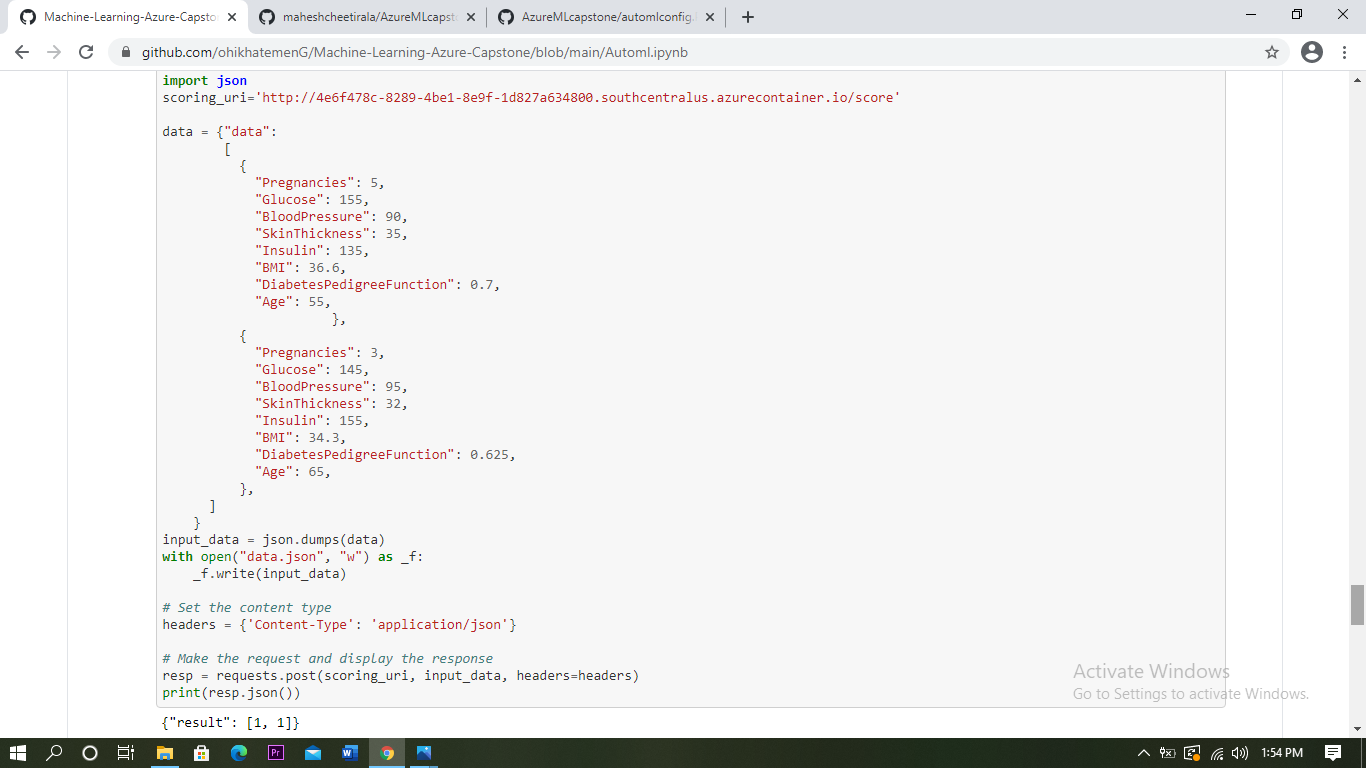 Machine-Learning-Azure-Capsto
maheshcheetirala/AzureMLcapst
AzureMLcapstone/automlconfig.
github.com/ohikhatemenG/Machine-Learning-Azure-Capstone/blob/main/Automl.ipynb
import json
scoring_uri='http://4e6f478c-8289-4be1-8e9f-1d827a634800.southcentralus.azurecontainer.io/score'
data = {"data":
[
{
"Pregnancies": 5,
"Glucose": 155,
"BloodPressure": 90,
"SkinThickness": 35,
"Insulin": 135,
"BMI": 36.6,
"DiabetesPedigreeFunction": 0.7,
"Age": 55,
},
{
"Pregnancies": 3,
"Glucose": 145,
"BloodPressure": 95,
"SkinThickness": 32,
"Insulin": 155,
"BMI": 34.3,
"DiabetesPedigreeFunction": 0.625,
"Age": 65,
},
]
}
input_data = json.dumps(data)
with open("data.json", "w") as _f:
_f.write(input_data)
# Set the content type
headers = {'Content-Type': 'application/json'}
# Make the request and display the response
resp = requests.post(scoring_uri, input_data, headers=headers)
print(resp.json())
{"result": [1, 1]}
Activate Windows
Go to Settings to activate Windows.
Pr
W
1:54 PM